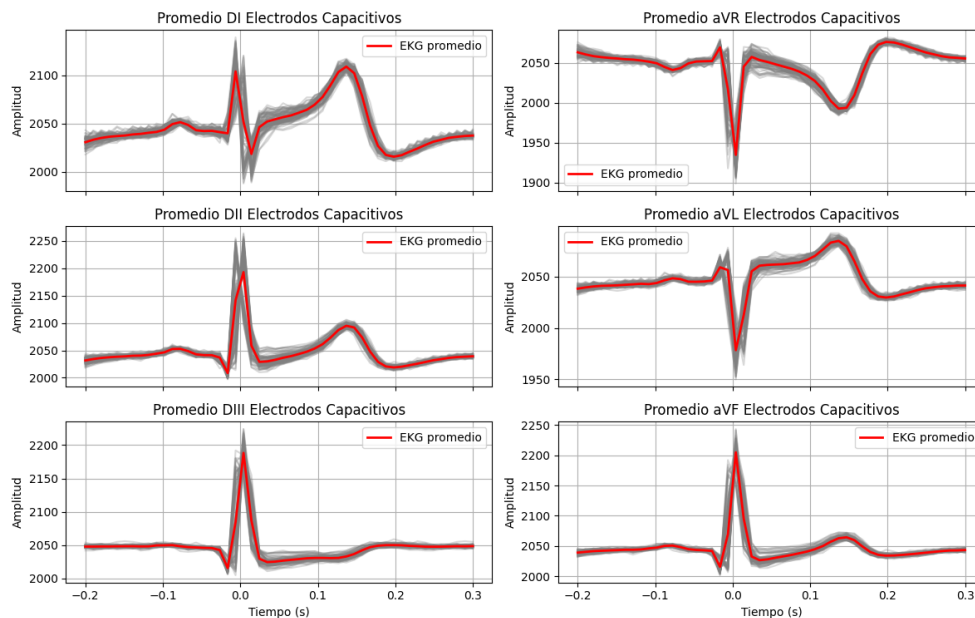 Promedio DI Electrodos Capacitivos
Amplitud
2100
2050
2000
EKG promedio
Promedio aVR Electrodos Capacitivos
Amplitud
2050
2000
1950
1900
EKG promedio
Promedio DII Electrodos Capacitivos
Amplitud
2250
2200
2150
2100
2050
2000
EKG promedio
Promedio aVL Electrodos Capacitivos
Amplitud
2050
2000
1950
EKG promedio
Promedio DIII Electrodos Capacitivos
Amplitud
2200
2150
2100
2050
2000
EKG promedio
−0.2 −0.1 0.0 0.1 0.2 0.3
Tiempo (s)
Promedio aVF Electrodos Capacitivos
Amplitud
2250
2200
2150
2100
2050
2000
EKG promedio
−0.2 −0.1 0.0 0.1 0.2 0.3
Tiempo (s)